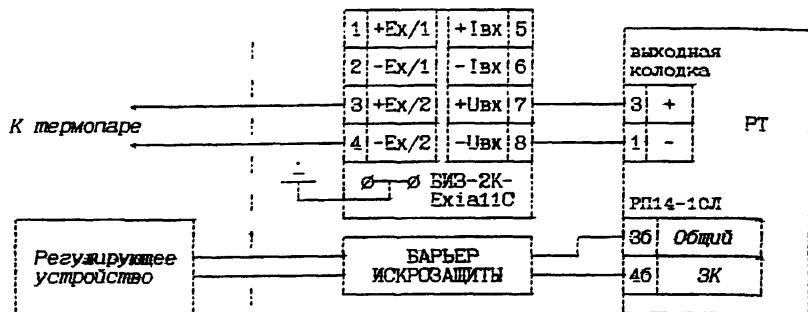 1 +Ex/1 +Iвх 5
2 -Ex/1 -Iвх 6
выходная
колодка
К термопаре
3 +Ex/2 +Uвх 7
3 +
РТ
4 -Ex/2 -Uвх 8
1 -
БИЗ-2К-
Exia11C
РП14-1СЛ
3б Общий
Регулирующее
устройство
БАРЬЕР
ИСКРОЗАЩИТЫ
4б ЗК